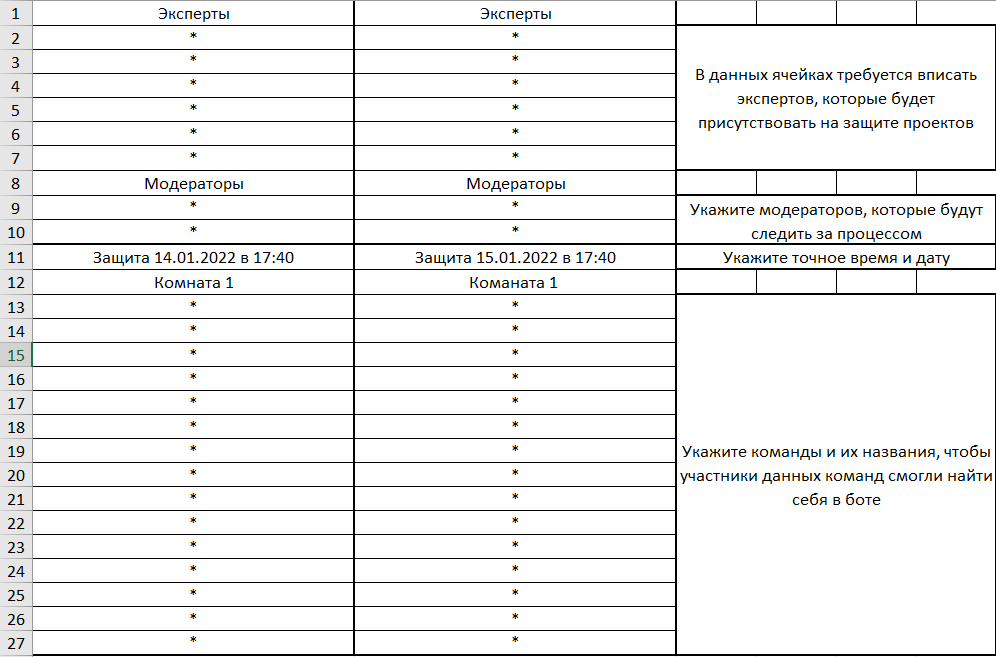 1 Эксперты Эксперты
2 * *
3 * * В данных ячейках требуется вписать
4 * * экспертов, которые будет
5 * * присутствовать на защите проектов
6 * *
7 * *
8 Модераторы Модераторы
9 * * Укажите модераторов, которые будут
10 * * следить за процессом
11 Защита 14.01.2022 в 17:40 Защита 15.01.2022 в 17:40 Укажите точное время и дату
12 Комната 1 Команата 1
13 * *
14 * *
15 * *
16 * *
17 * *
18 * *
19 * * Укажите команды и их названия, чтобы
20 * * участники данных команд смогли найти
21 * * себя в боте
22 * *
23 * *
24 * *
25 * *
26 * *
27 * *